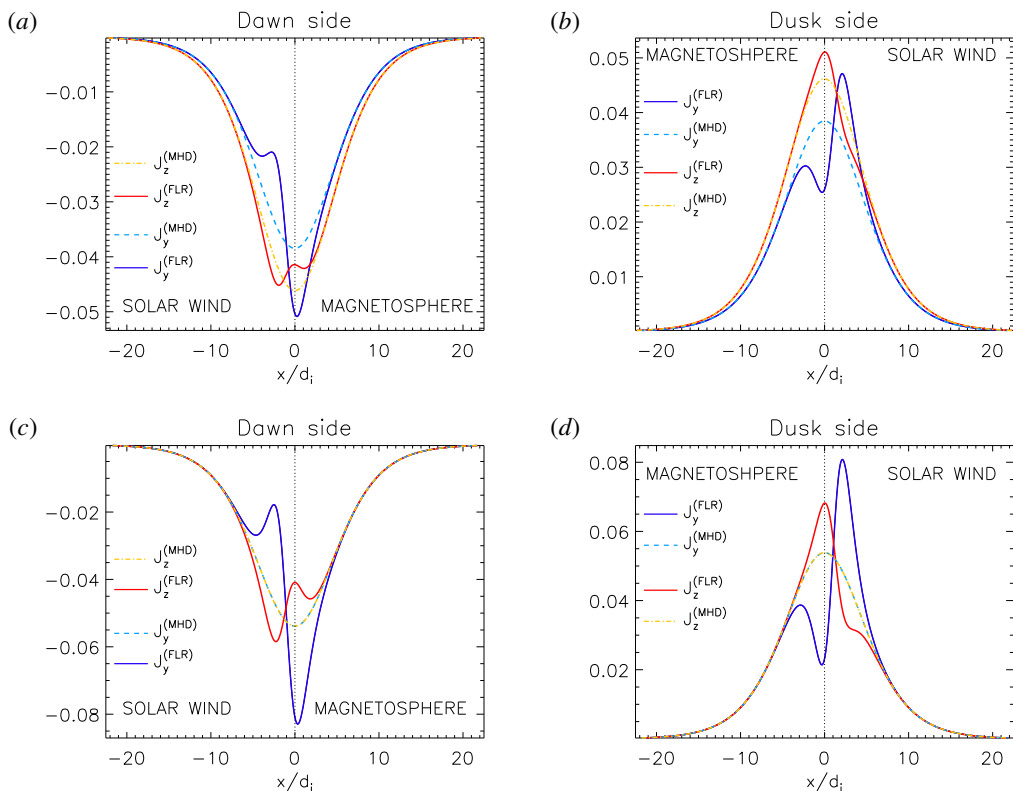 (a)
Dawn side
−0.01
−0.02
−0.03
−0.04
−0.05
J_z^(MHD)
J_z^(FLR)
J_y^(MHD)
J_y^(FLR)
SOLAR WIND
MAGNETOSPHERE
−20 −10 0 10 20
x/d_i
(b)
Dusk side
MAGNETOSHPERE
SOLAR WIND
0.05
0.04
0.03
0.02
0.01
J_y^(FLR)
J_y^(MHD)
J_z^(FLR)
J_z^(MHD)
−20 −10 0 10 20
x/d_i
(c)
Dawn side
−0.02
−0.04
−0.06
−0.08
J_z^(MHD)
J_z^(FLR)
J_y^(MHD)
J_y^(FLR)
SOLAR WIND
MAGNETOSPHERE
−20 −10 0 10 20
x/d_i
(d)
Dusk side
MAGNETOSHPERE
SOLAR WIND
0.08
0.06
0.04
0.02
J_y^(FLR)
J_y^(MHD)
J_z^(FLR)
J_z^(MHD)
−20 −10 0 10 20
x/d_i